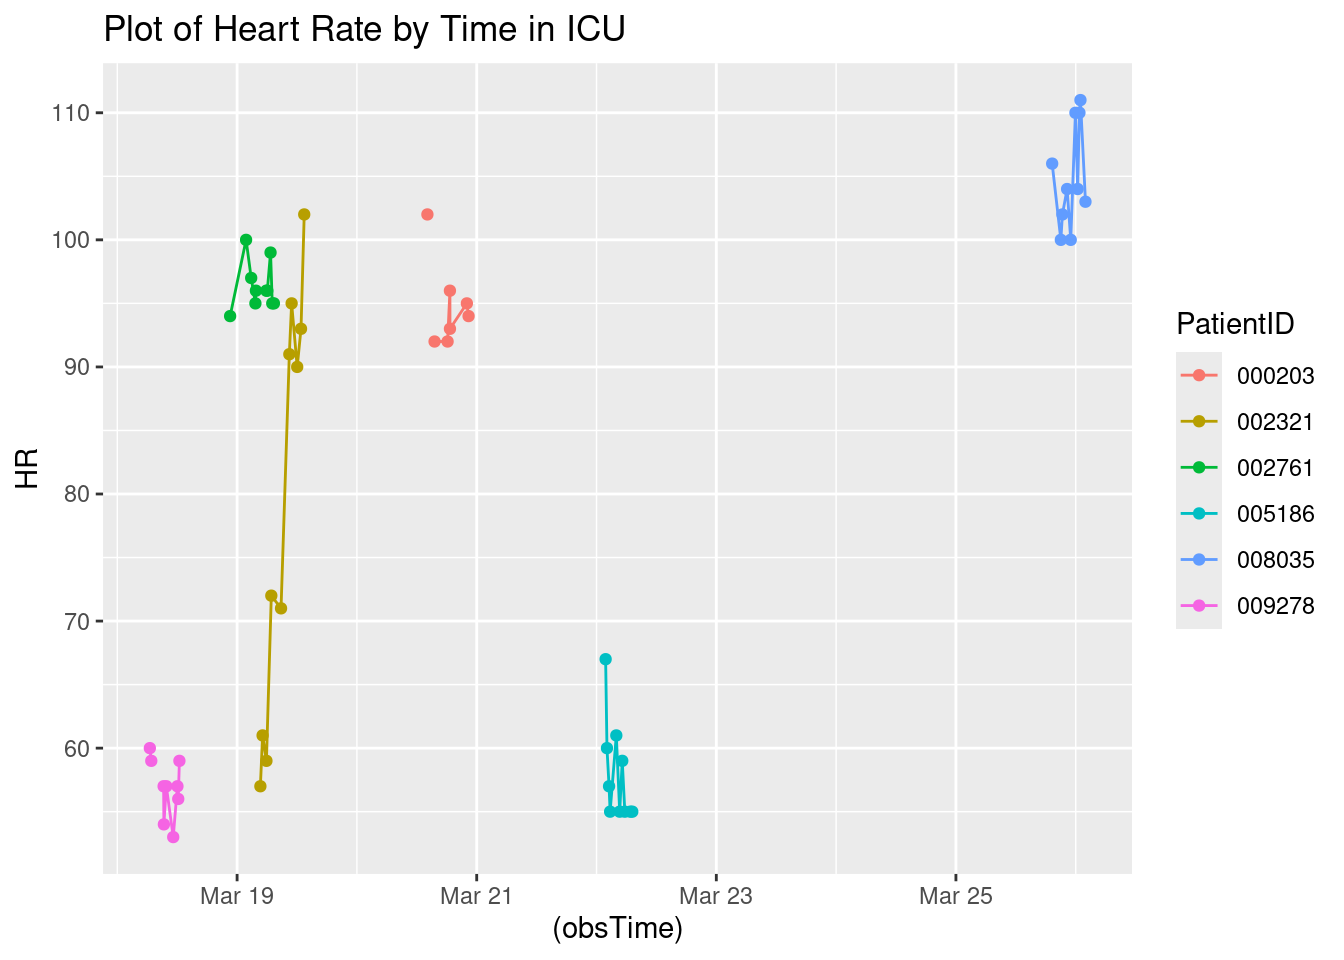 Plot of Heart Rate by Time in ICU
110
100
90
80
70
60
HR
Mar 19
Mar 21
Mar 23
Mar 25
(obsTime)
PatientID
000203
002321
002761
005186
008035
009278